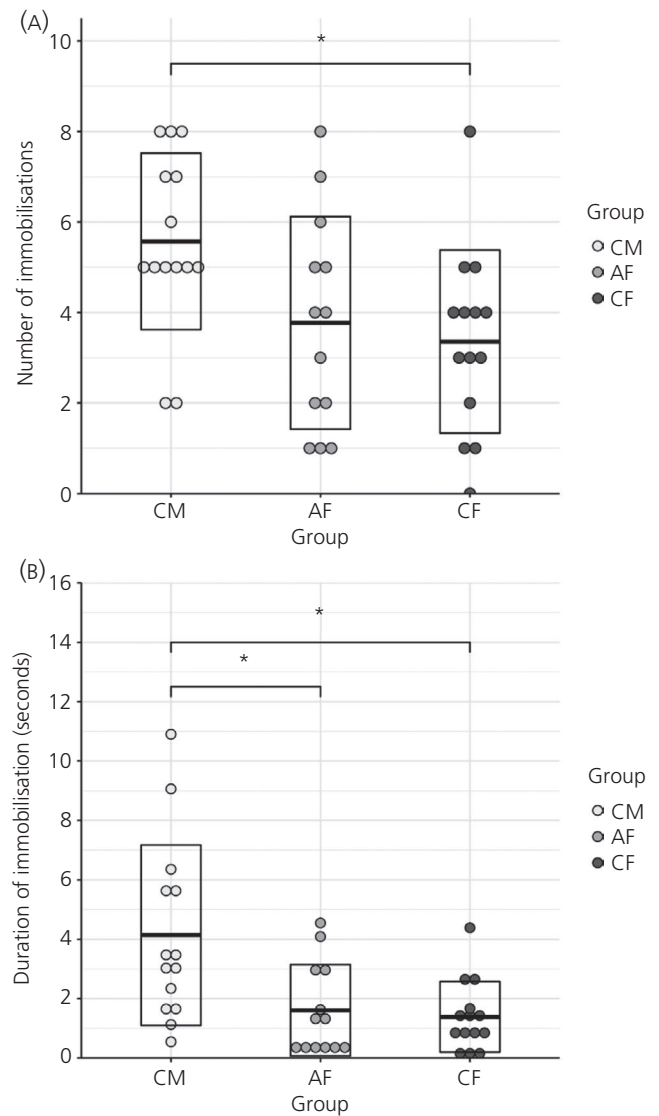 (A)
10
*
8
6
4
2
0
Number of immobilisations
CM
AF
CF
Group
Group
CM
AF
CF
(B)
16
14
12
10
8
6
4
2
0
*
*
Duration of immobilisation (seconds)
CM
AF
CF
Group
Group
CM
AF
CF